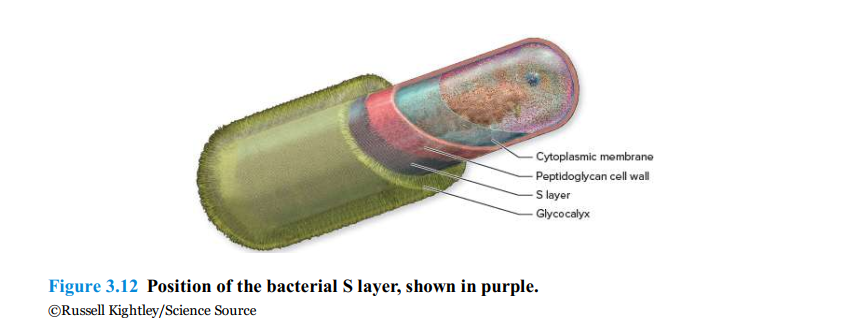 Cytoplasmic membrane
Peptidoglycan cell wall
S layer
Glycocalyx
Figure 3.12 Position of the bacterial S layer, shown in purple.
©Russell Kightley/Science Source